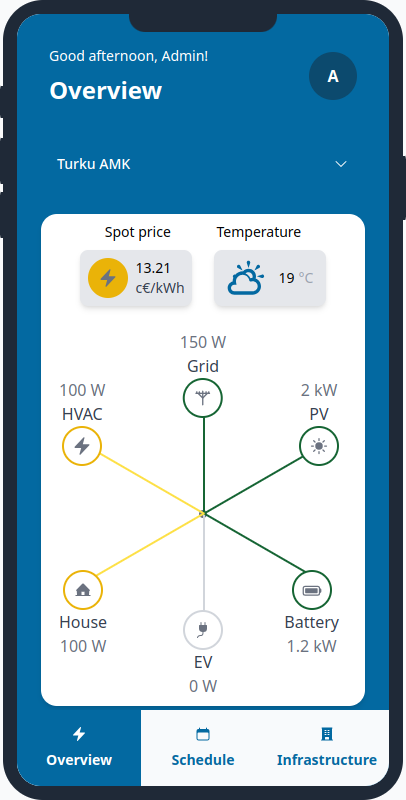 Good afternoon, Admin!
Overview
A
Turku AMK
Spot price
Temperature
13.21
c€/kWh
19 °C
150 W
Grid
100 W
HVAC
2 kW
PV
House
100 W
Battery
1.2 kW
EV
0 W
Overview
Schedule
Infrastructure